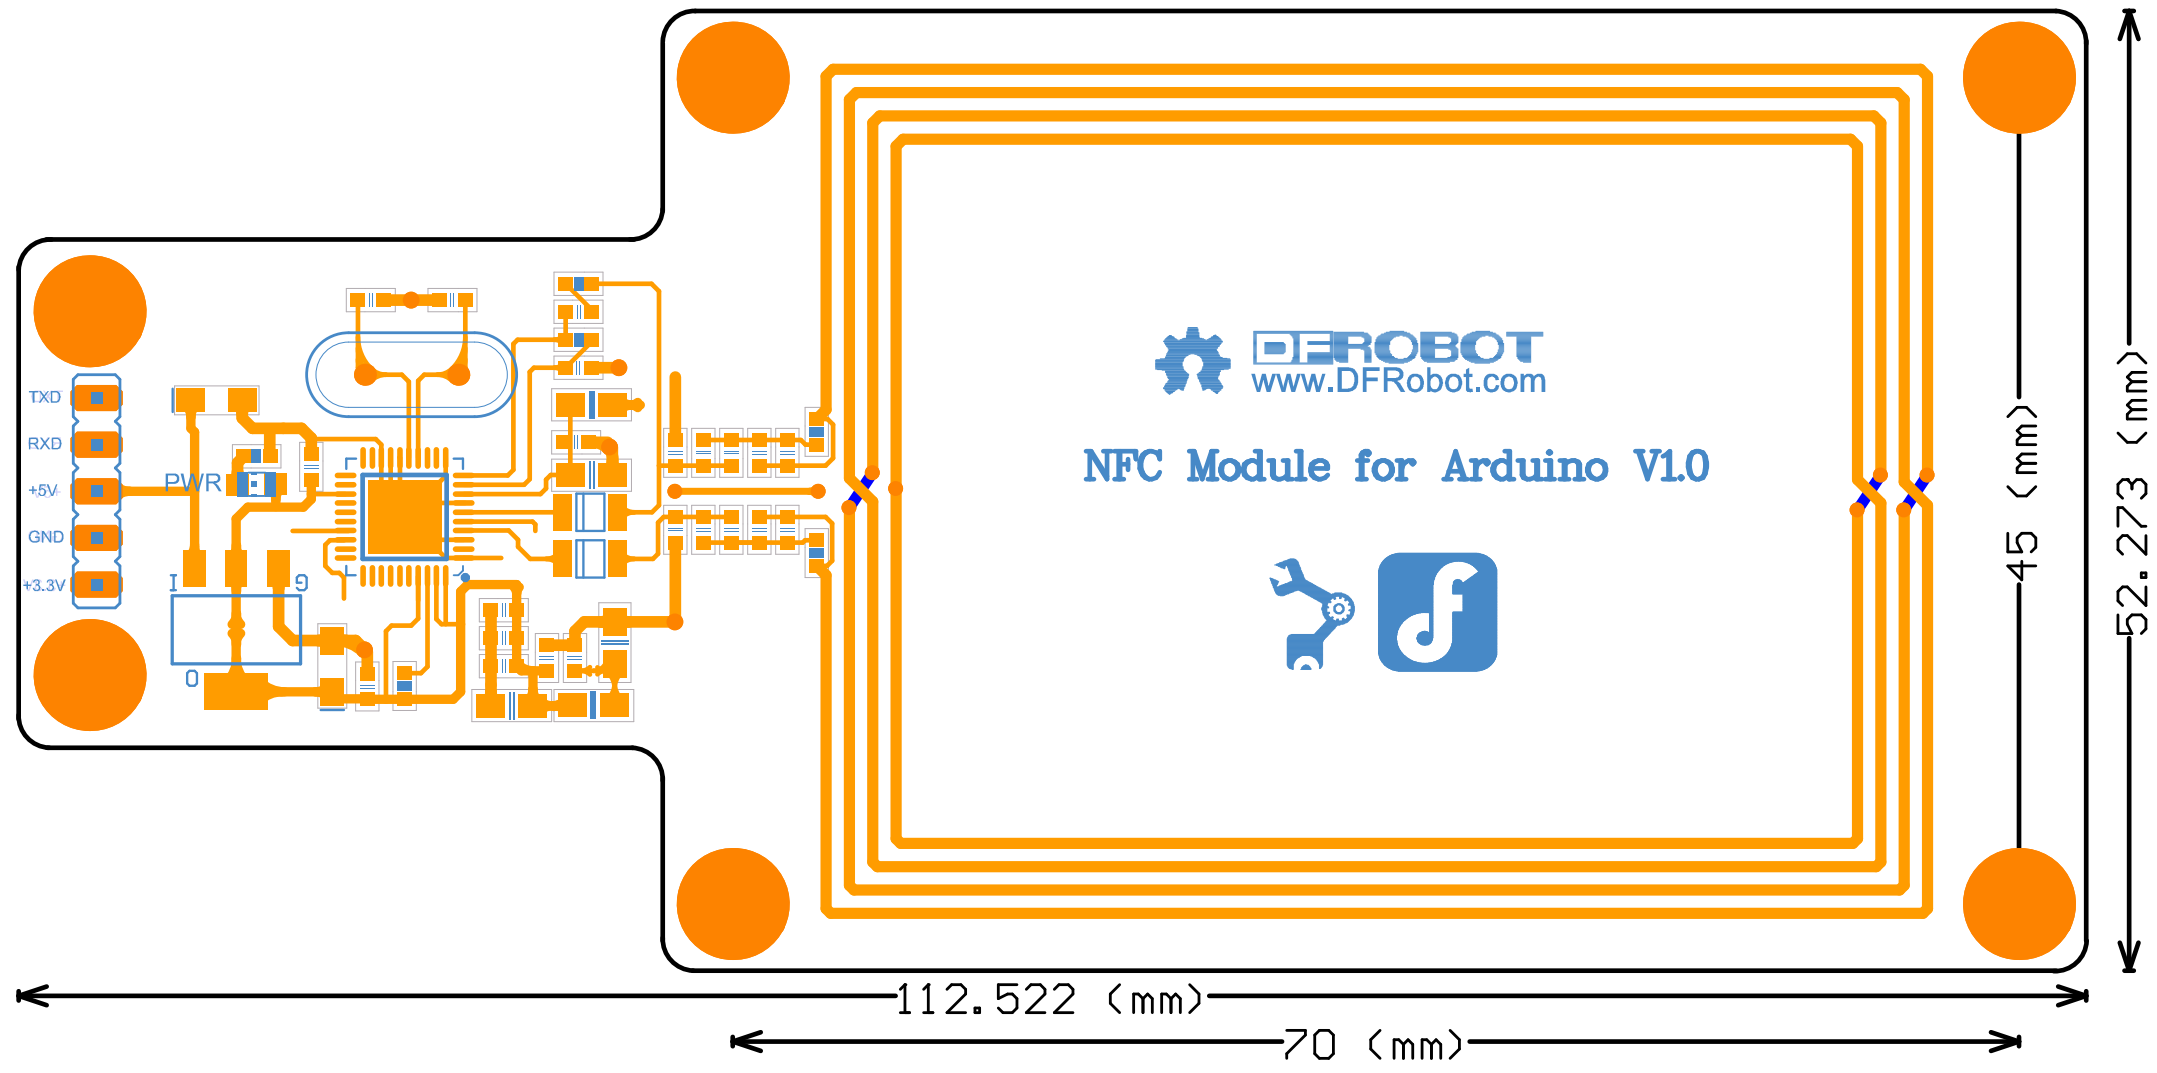 TXD
RXD
+5V
GND
+3.3V
PWR
I
G
O
DFROBOT
www.DFRobot.com
NFC Module for Arduino V1.0
45 (mm)
52.273 (mm)
112.522 (mm)
70 (mm)